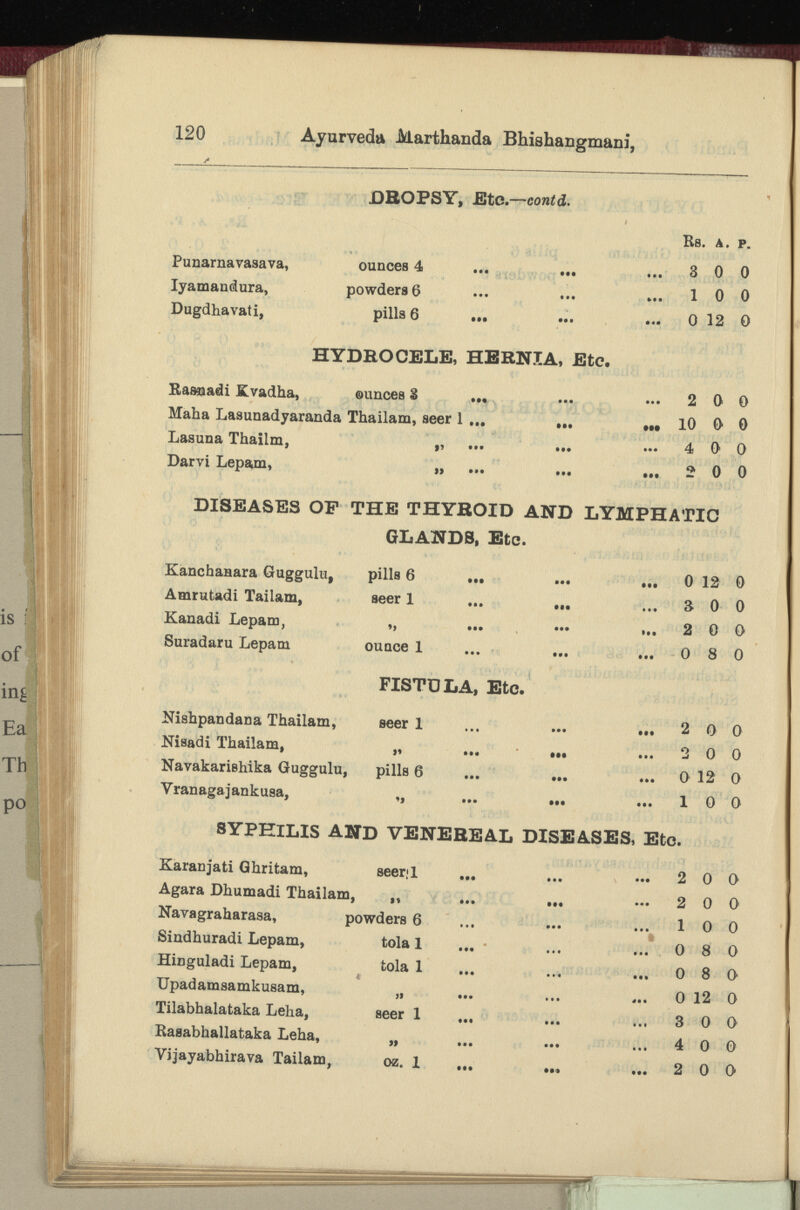 120 Ayurveda Marthanda Bhishangmani,
DROPSY, Etc.—contd.
Rs. A. P.
Punarnavasava, ounces 4 ... ... ... 3 0 0
Iyamandura, powders 6 ... ... ... 1 0 0
Dugdhavati, pills 6 ... ... ... 0 12 0
HYDROCELE, HERNIA, Etc.
Rasnadi Kvadha, ounces 8 ... ... ... 2 0 0
Maha Lasunadyaranda Thailam, seer 1 ... ... ... 10 0 0
Lasuna Thailm, ,, ... ... ... 4 0 0
Darvi Lepam, ,, ... ... ... 2 0 0
DISEASES OF THE THYROID AND LYMPHATIC
GLANDS, Etc.
Kanchanara Guggulu, pills 6 ... ... ... 0 12 0
Amrutadi Tailam, seer 1 ... ... ... 3 0 0
Kanadi Lepam, ,, ... ... ... 2 0 0
Suradaru Lepam ounce 1 ... ... ... 0 8 0
FISTULA, Etc.
Nishpandana Thailam, seer 1 ... ... ... 2 0 0
Nisadi Thailam, ,, ... ... ... 2 0 0
Navakarishika Guggulu, pills 6 ... ... ... 0 12 0
Vranagajankusa, ,, ... ... ... 1 0 0
SYPHILIS AND VENEREAL DISEASES, Etc.
Karanjati Ghritam, seer 1 ... ... ... 2 0 0
Agara Dhumadi Thailam, ,, ... ... ... 2 0 0
Navagraharasa, powders 6 ... ... ... 1 0 0
Sindhuradi Lepam, tola 1 ... ... ... 0 8 0
Hinguladi Lepam, tola 1 ... ... ... 0 8 0
Upadamsamkusam, ,, ... ... ... 0 12 0
Tilabhalataka Leha, seer 1 ... ... ... 3 0 0
Rasabhallataka Leha, ,, ... ... ... 4 0 0
Vijayabhirava Tailam, oz. 1 ... ... ... 2 0 0
is
of
ing
Ea
Th
po